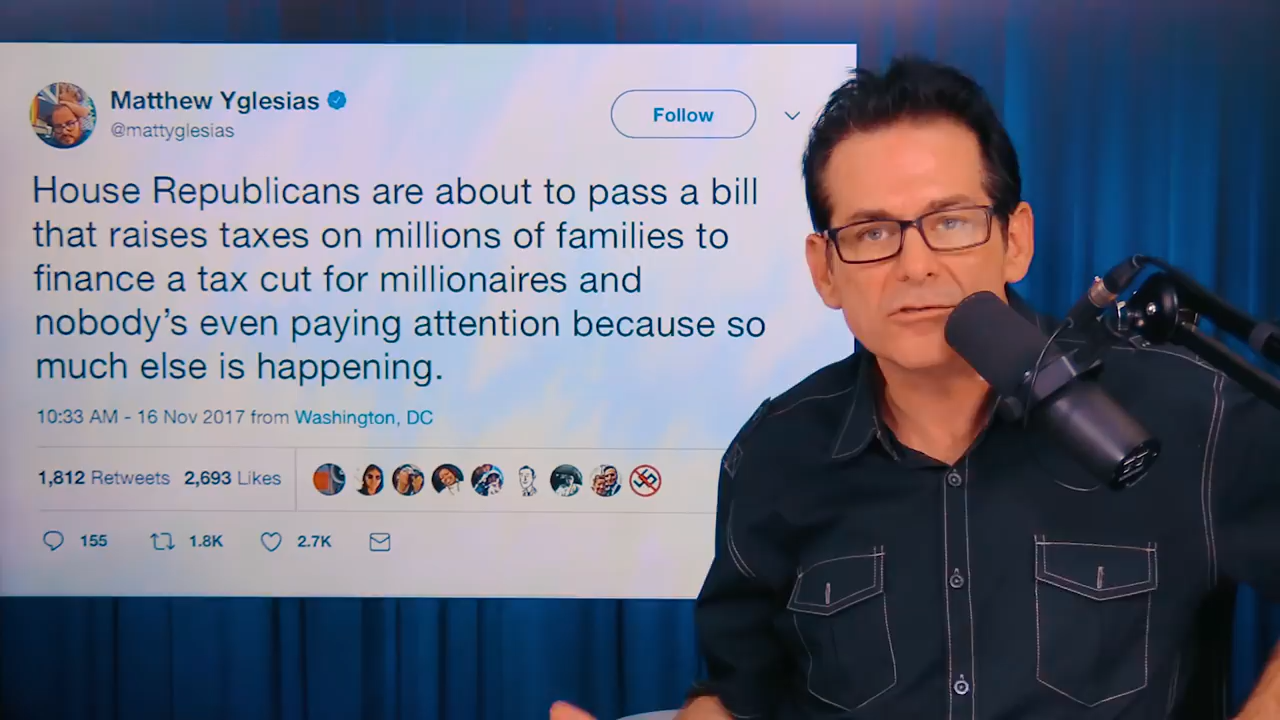 Matthew Yglesias
@mattyglesias
Follow
House Republicans are about to pass a bill
that raises taxes on millions of families to
finance a tax cut for millionaires and
nobody’s even paying attention because so
much else is happening.
10:33 AM - 16 Nov 2017 from Washington, DC
1,812 Retweets 2,693 Likes
155 1.8K 2.7K